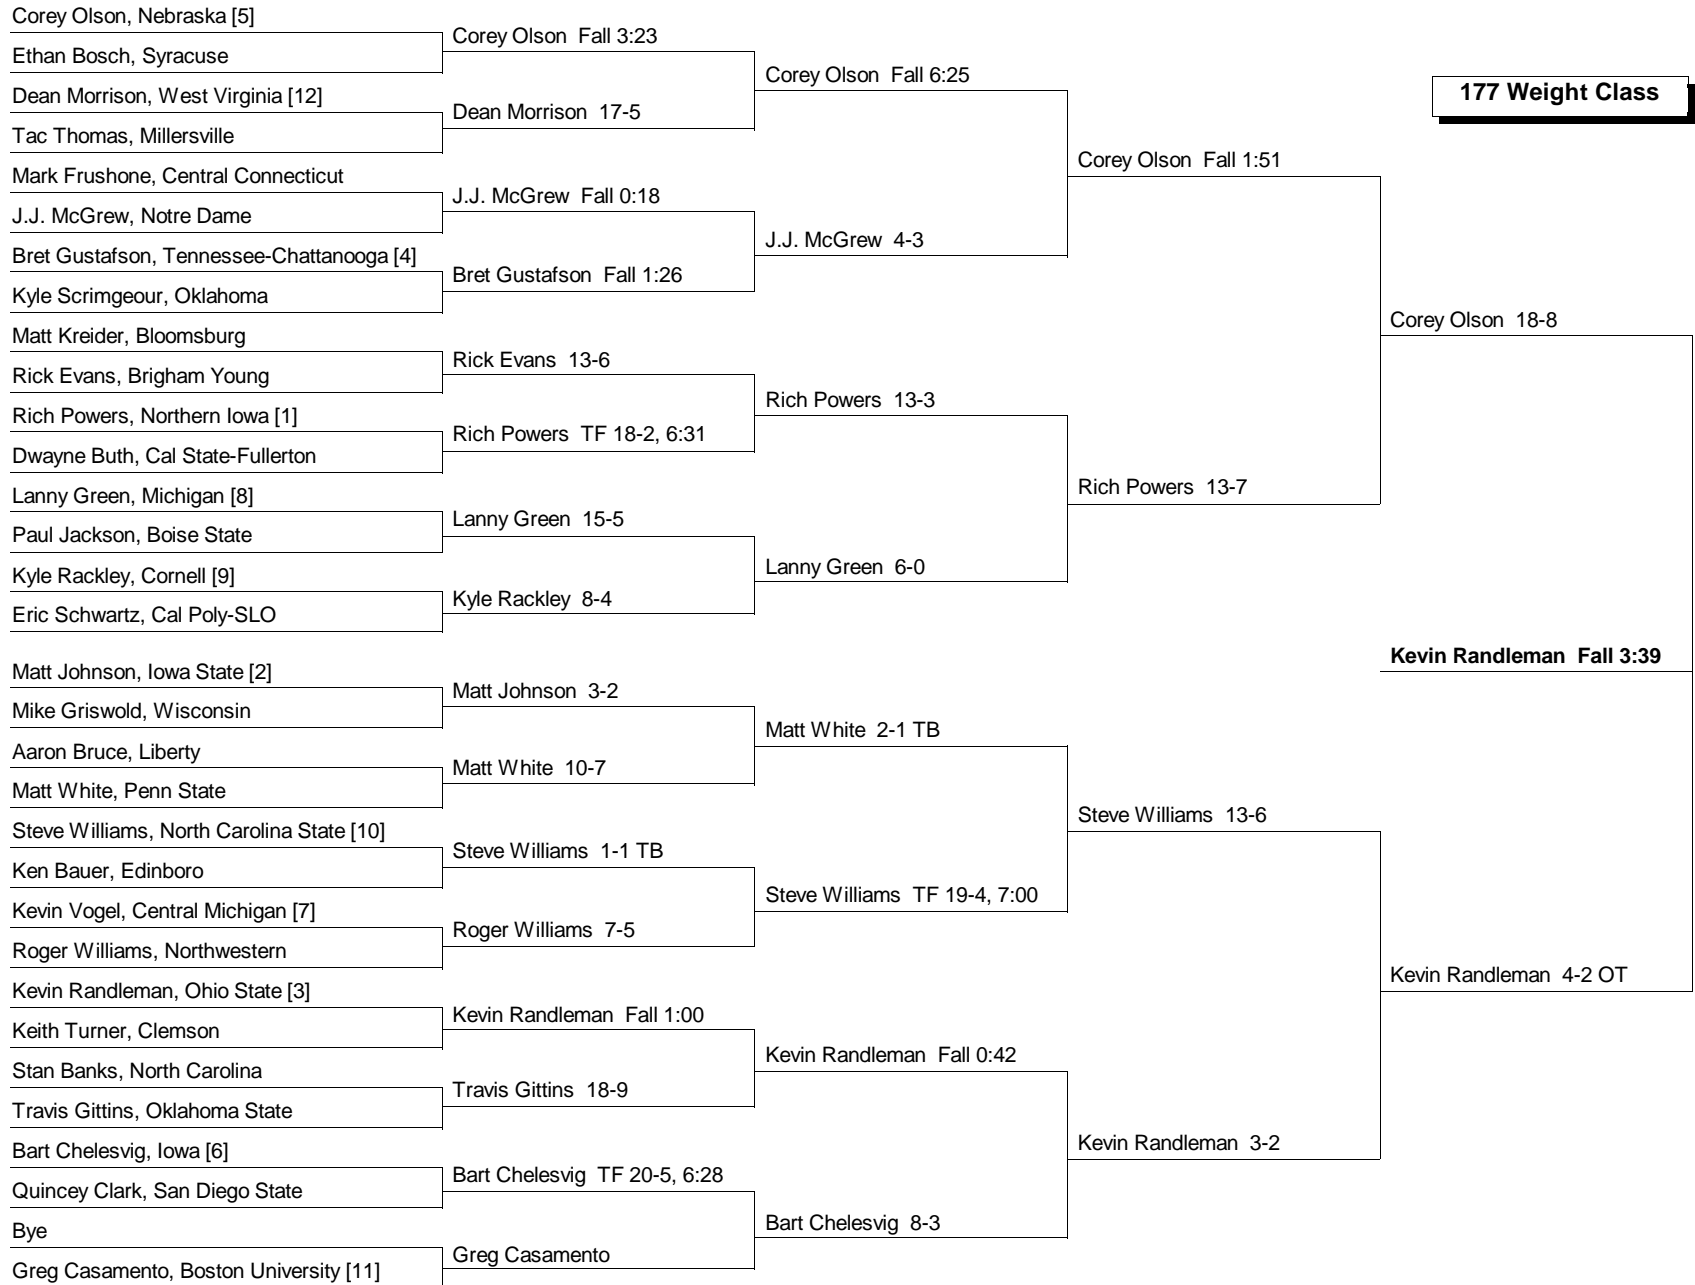 Corey Olson, Nebraska [5]
Ethan Bosch, Syracuse
Dean Morrison, West Virginia [12]
Tac Thomas, Millersville
Mark Frushone, Central Connecticut
J.J. McGrew, Notre Dame
Bret Gustafson, Tennessee-Chattanooga [4]
Kyle Scrimgeour, Oklahoma
Matt Kreider, Bloomsburg
Rick Evans, Brigham Young
Rich Powers, Northern Iowa [1]
Dwayne Buth, Cal State-Fullerton
Lanny Green, Michigan [8]
Paul Jackson, Boise State
Kyle Rackley, Cornell [9]
Eric Schwartz, Cal Poly-SLO
Matt Johnson, Iowa State [2]
Mike Griswold, Wisconsin
Aaron Bruce, Liberty
Matt White, Penn State
Steve Williams, North Carolina State [10]
Ken Bauer, Edinboro
Kevin Vogel, Central Michigan [7]
Roger Williams, Northwestern
Kevin Randleman, Ohio State [3]
Keith Turner, Clemson
Stan Banks, North Carolina
Travis Gittins, Oklahoma State
Bart Chelesvig, Iowa [6]
Quincey Clark, San Diego State
Bye
Greg Casamento, Boston University [11]
Corey Olson Fall 3:23
Dean Morrison 17-5
J.J. McGrew Fall 0:18
Bret Gustafson Fall 1:26
Rick Evans 13-6
Rich Powers TF 18-2, 6:31
Lanny Green 15-5
Kyle Rackley 8-4
Matt Johnson 3-2
Matt White 10-7
Steve Williams 1-1 TB
Roger Williams 7-5
Kevin Randleman Fall 1:00
Travis Gittins 18-9
Bart Chelesvig TF 20-5, 6:28
Greg Casamento
Corey Olson Fall 6:25
J.J. McGrew 4-3
Rich Powers 13-3
Lanny Green 6-0
Matt White 2-1 TB
Steve Williams TF 19-4, 7:00
Kevin Randleman Fall 0:42
Bart Chelesvig 8-3
Corey Olson Fall 1:51
Rich Powers 13-7
Steve Williams 13-6
Kevin Randleman 3-2
177 Weight Class
Corey Olson 18-8
Kevin Randleman Fall 3:39
Kevin Randleman 4-2 OT